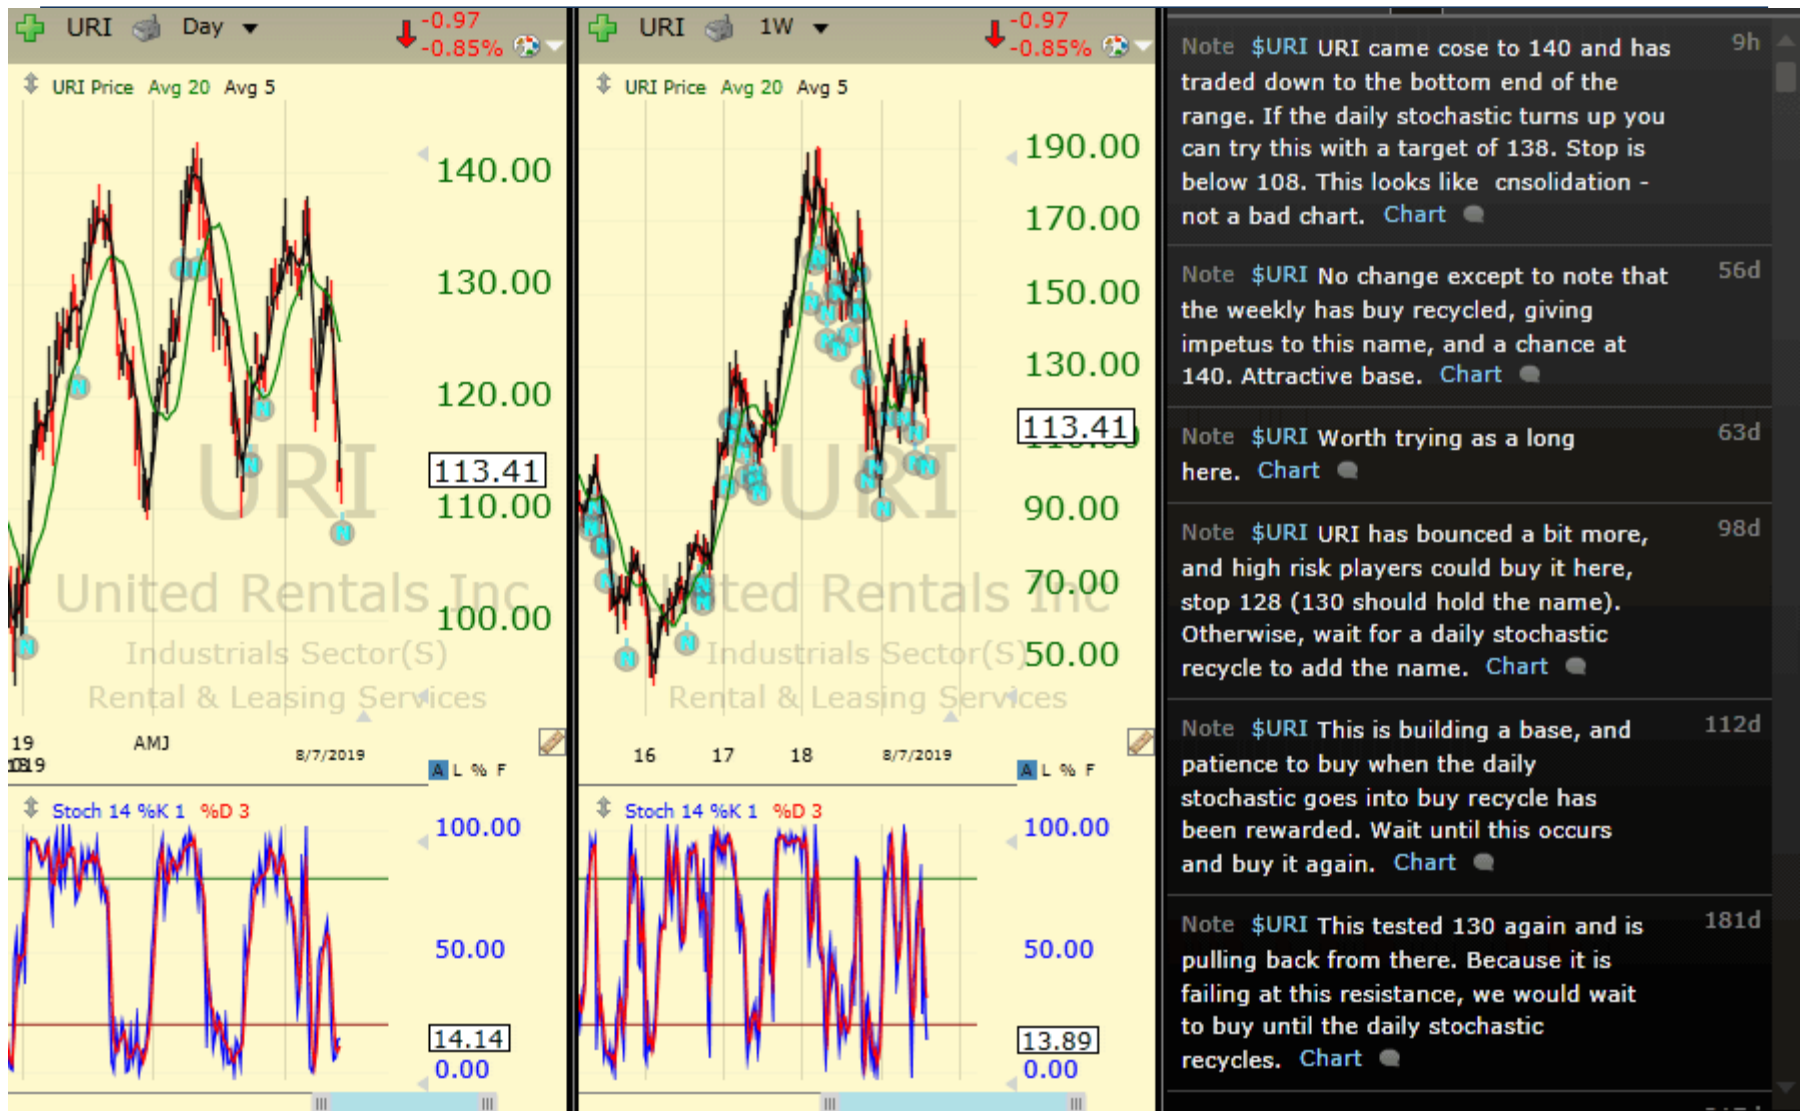 URI Day
-0.97
-0.85%
URI Price Avg 20 Avg 5
140.00
130.00
120.00
113.41
110.00
100.00
URI
United Rentals Inc
Industrials Sector(S)
Rental & Leasing Services
19 AMJ 8/7/2019
A L % F
Stoch 14 %K 1 %D 3
100.00
50.00
14.14
0.00
URI 1W
-0.97
-0.85%
URI Price Avg 20 Avg 5
190.00
170.00
150.00
130.00
113.41
90.00
70.00
50.00
URI
United Rentals Inc
Industrials Sector(S)
Rental & Leasing Services
16 17 18 8/7/2019
A L % F
Stoch 14 %K 1 %D 3
100.00
50.00
13.89
0.00
Note $URI URI came cose to 140 and has 9h
traded down to the bottom end of the
range. If the daily stochastic turns up you
can try this with a target of 138. Stop is
below 108. This looks like cnsolidation -
not a bad chart. Chart
Note $URI No change except to note that 56d
the weekly has buy recycled, giving
impetus to this name, and a chance at
140. Attractive base. Chart
Note $URI Worth trying as a long 63d
here. Chart
Note $URI URI has bounced a bit more, 98d
and high risk players could buy it here,
stop 128 (130 should hold the name).
Otherwise, wait for a daily stochastic
recycle to add the name. Chart
Note $URI This is building a base, and 112d
patience to buy when the daily
stochastic goes into buy recycle has
been rewarded. Wait until this occurs
and buy it again. Chart
Note $URI This tested 130 again and is 181d
pulling back from there. Because it is
failing at this resistance, we would wait
to buy until the daily stochastic
recycles. Chart